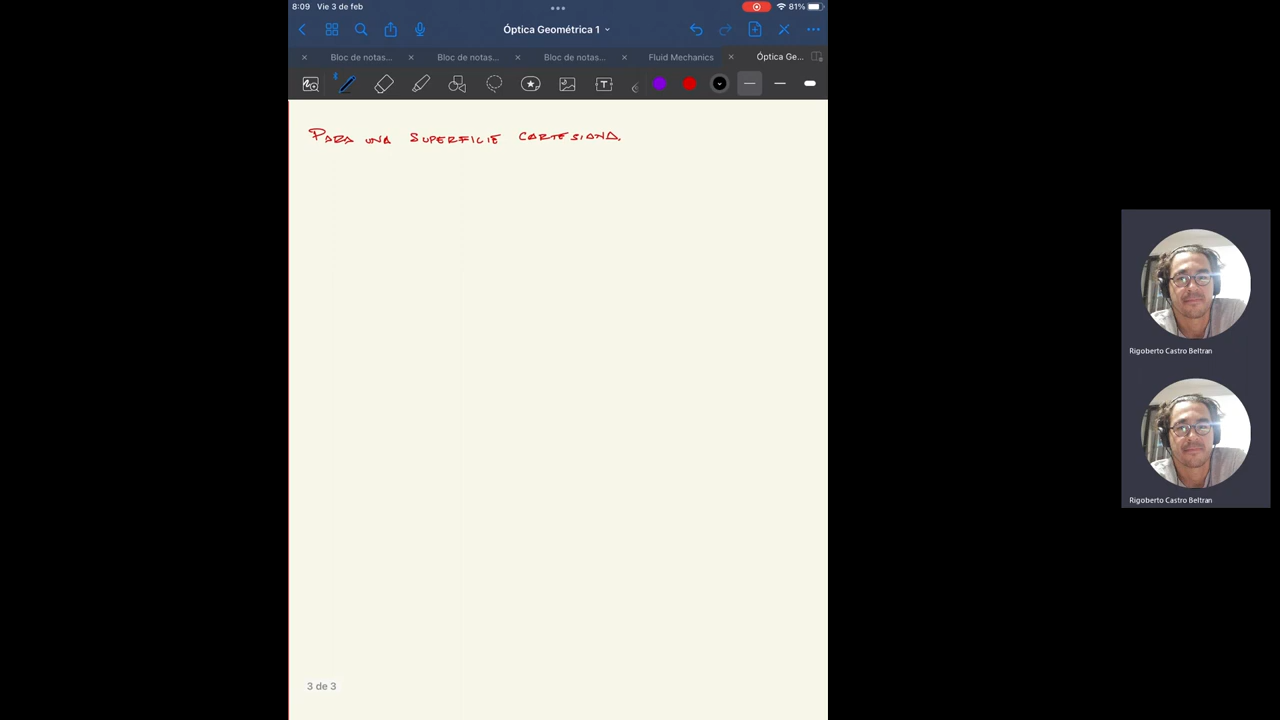 8:09 Vie 3 de feb
81%
Óptica Geométrica 1
Bloc de notas...
Bloc de notas...
Bloc de notas...
Fluid Mechanics
Óptica Ge...
PARA UNA SUPERFICIE CARTESIANA.
Rigoberto Castro Beltran
Rigoberto Castro Beltran
3 de 3